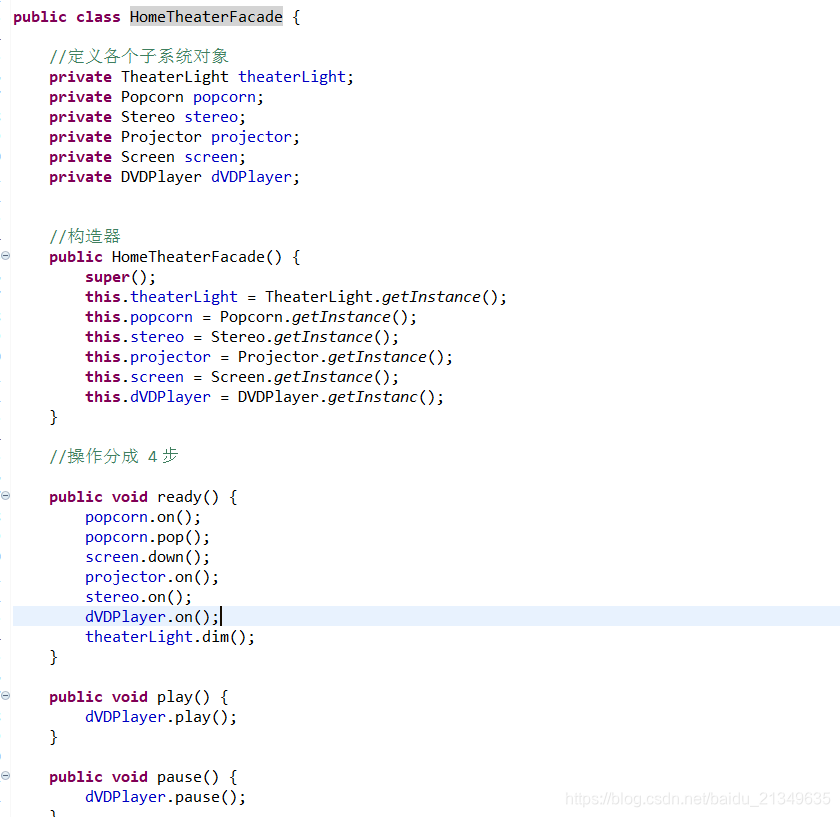 public class HomeTheaterFacade {
//定义各个子系统对象
private TheaterLight theaterLight;
private Popcorn popcorn;
private Stereo stereo;
private Projector projector;
private Screen screen;
private DVDPlayer dVDPlayer;
//构造器
public HomeTheaterFacade() {
super();
this.theaterLight = TheaterLight.getInstance();
this.popcorn = Popcorn.getInstance();
this.stereo = Stereo.getInstance();
this.projector = Projector.getInstance();
this.screen = Screen.getInstance();
this.dVDPlayer = DVDPlayer.getInstanc();
}
//操作分成 4 步
public void ready() {
popcorn.on();
popcorn.pop();
screen.down();
projector.on();
stereo.on();
dVDPlayer.on();
theaterLight.dim();
}
public void play() {
dVDPlayer.play();
}
public void pause() {
dVDPlayer.pause();
}
https://blog.csdn.net/baidu_21349635